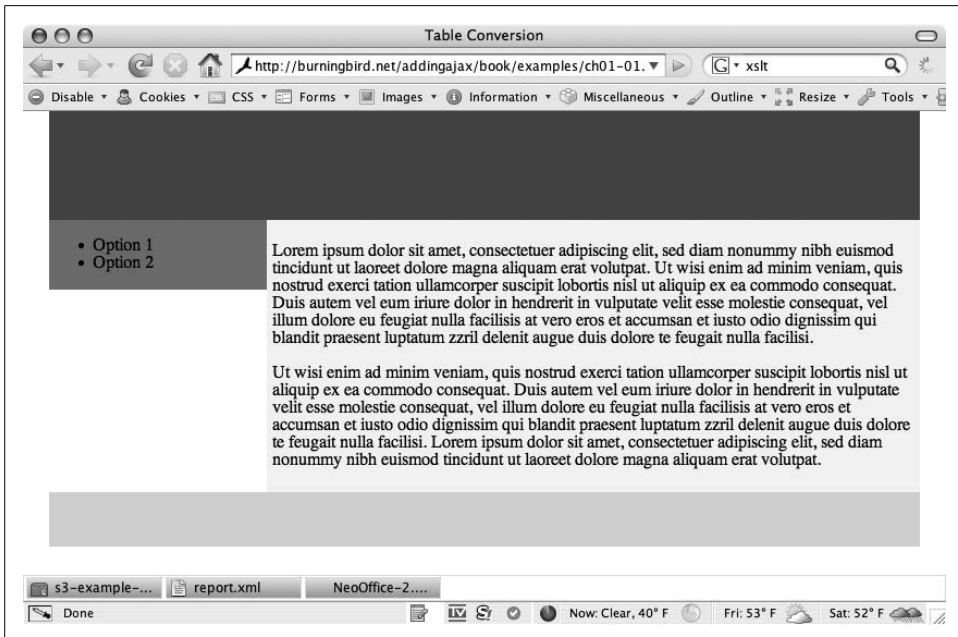 Table Conversion
http://burningbird.net/addingajax/book/examples/ch01-01. G xslt
Disable Cookies CSS Forms Images Information Miscellaneous Outline Resize Tools
• Option 1
• Option 2
Lorem ipsum dolor sit amet, consectetuer adipiscing elit, sed diam nonummy nibh euismod
tincidunt ut laoreet dolore magna aliquam erat volutpat. Ut wisi enim ad minim veniam, quis
nostrud exerci tation ullamcorper suscipit lobortis nisl ut aliquip ex ea commodo consequat.
Duis autem vel eum iriure dolor in hendrerit in vulputate velit esse molestie consequat, vel
illum dolore eu feugiat nulla facilisis at vero eros et accumsan et iusto odio dignissim qui
blandit praesent luptatum zzril delenit augue duis dolore te feugait nulla facilisi.
Ut wisi enim ad minim veniam, quis nostrud exerci tation ullamcorper suscipit lobortis nisl ut
aliquip ex ea commodo consequat. Duis autem vel eum iriure dolor in hendrerit in vulputate
velit esse molestie consequat, vel illum dolore eu feugiat nulla facilisis at vero eros et
accumsan et iusto odio dignissim qui blandit praesent luptatum zzril delenit augue duis dolore
te feugait nulla facilisi. Lorem ipsum dolor sit amet, consectetuer adipiscing elit, sed diam
nonummy nibh euismod tincidunt ut laoreet dolore magna aliquam erat volutpat.
s3-example-... report.xml NeoOffice-2....
Done Now: Clear, 40° F Fri: 53° F Sat: 52° F